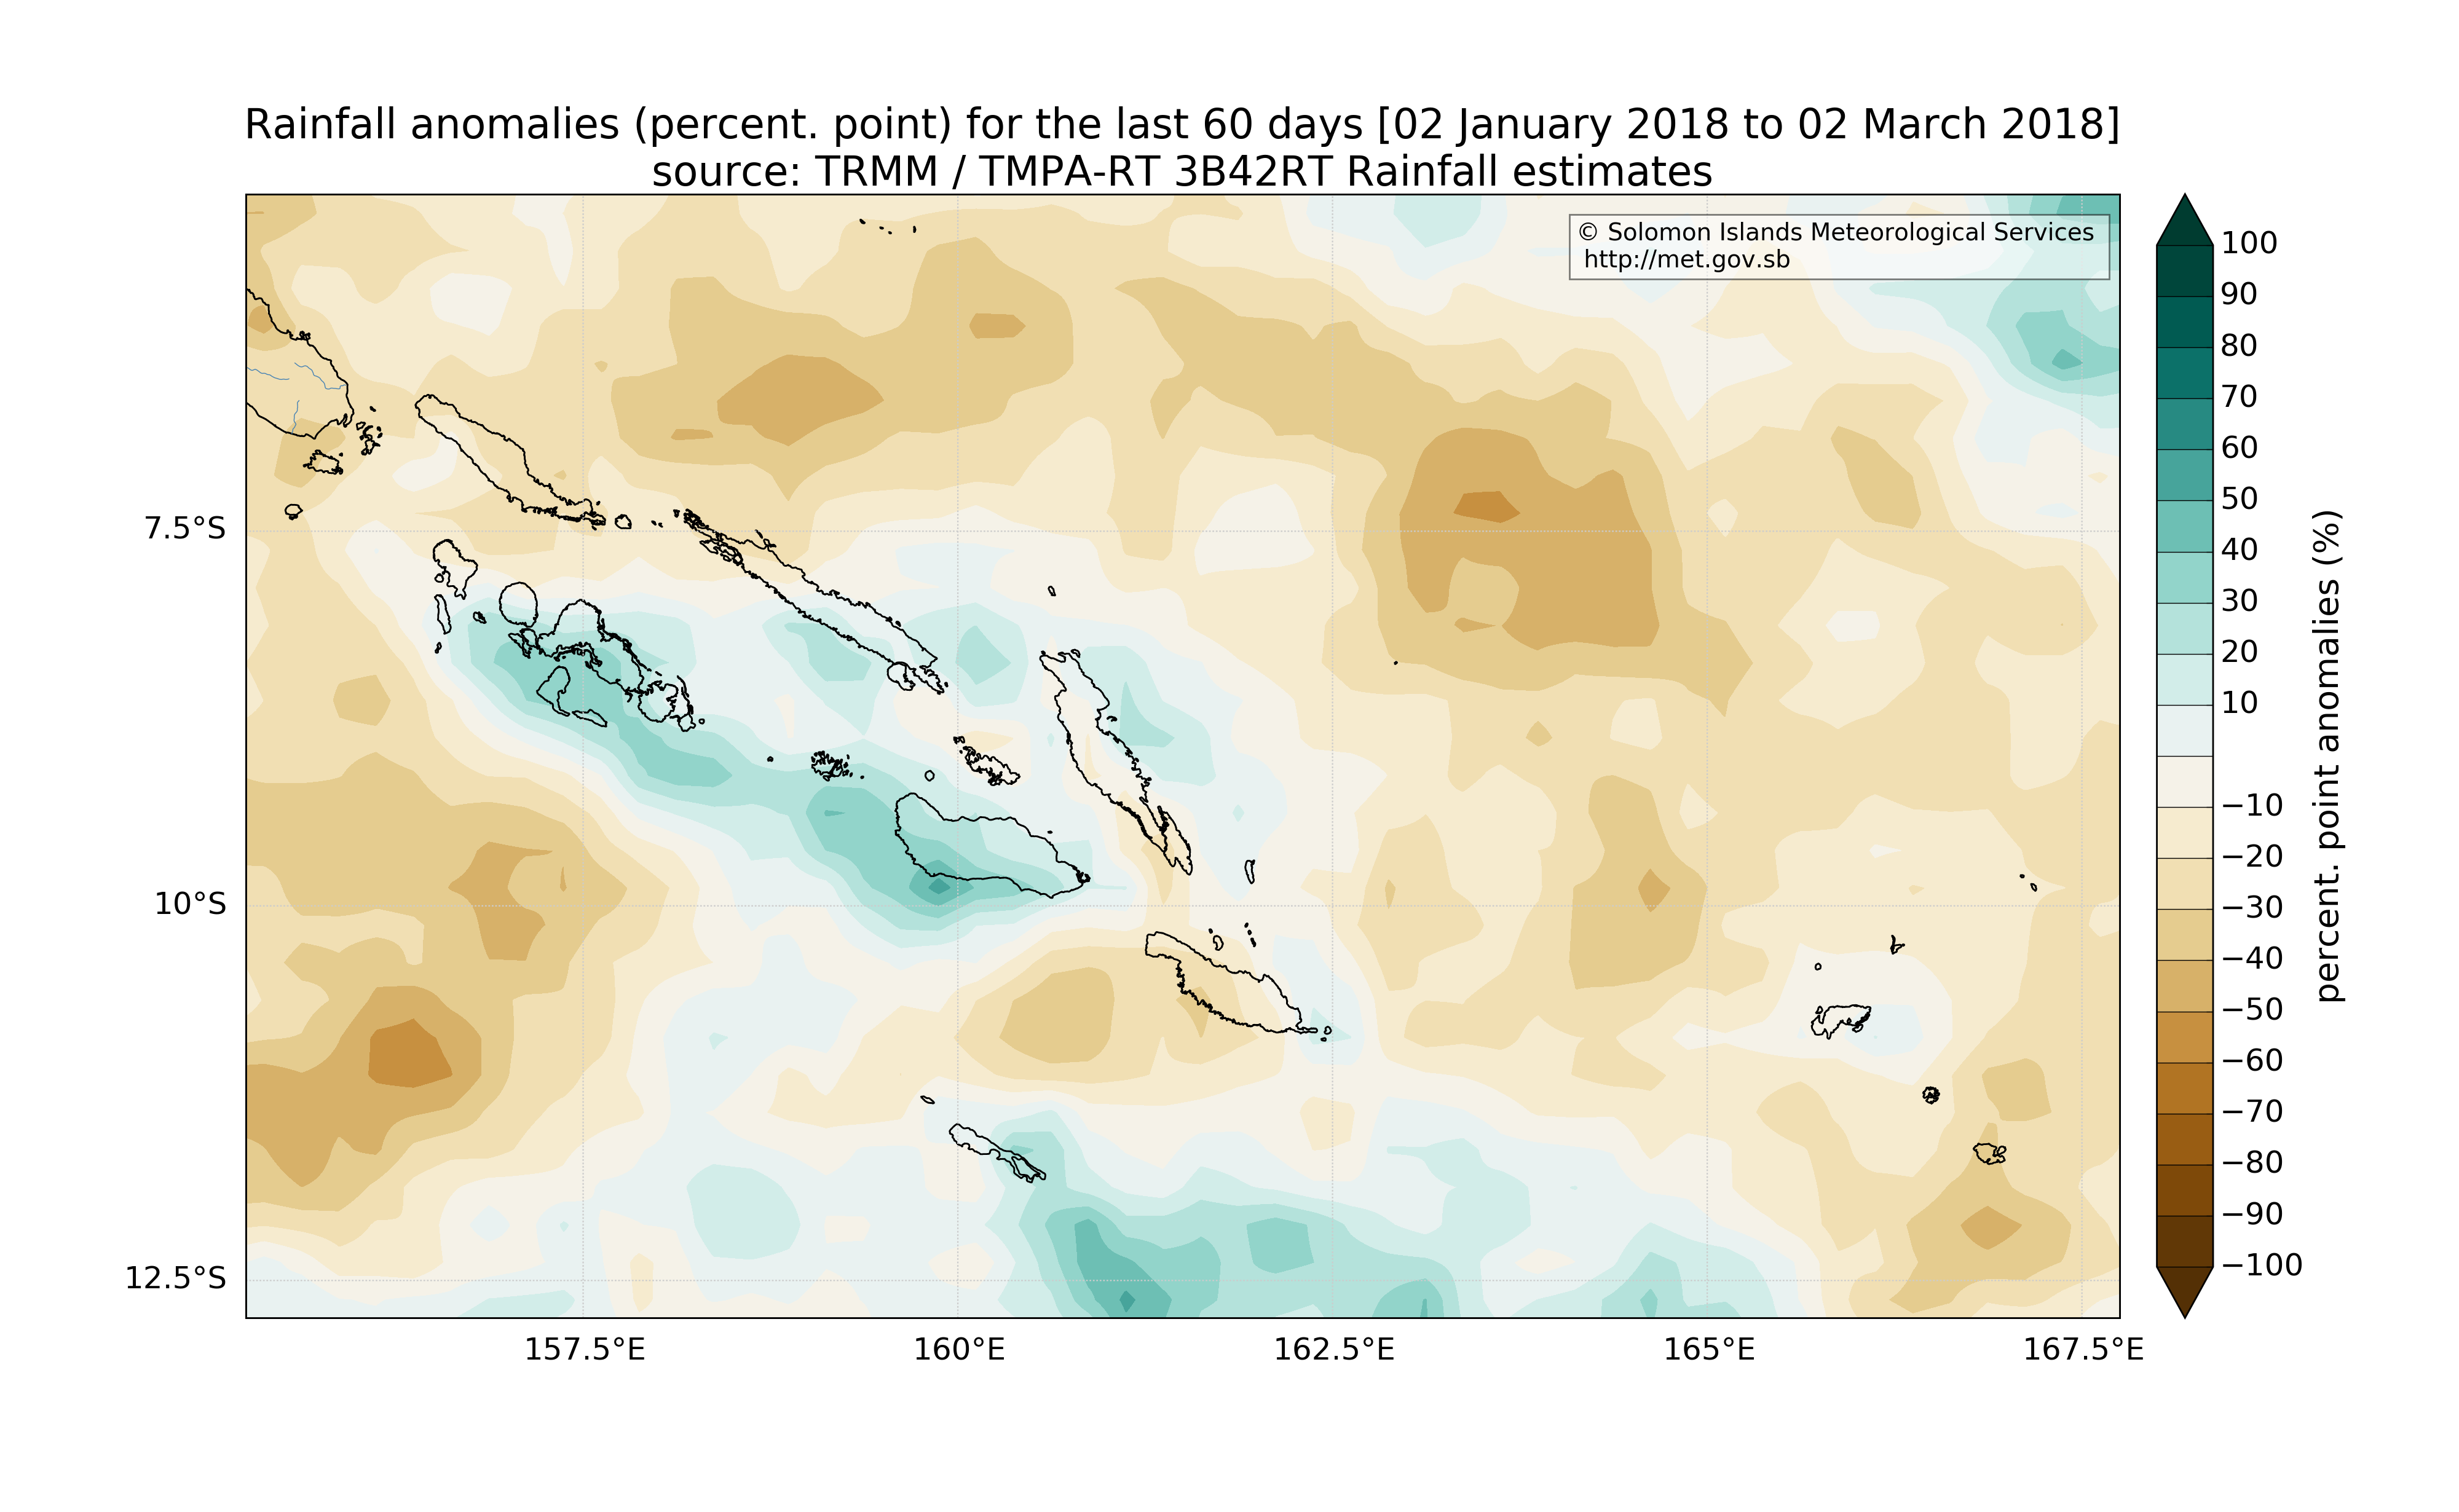 Rainfall anomalies (percent. point) for the last 60 days [02 January 2018 to 02 March 2018]
source: TRMM / TMPA-RT 3B42RT Rainfall estimates
© Solomon Islands Meteorological Services
http://met.gov.sb
7.5°S
10°S
12.5°S
157.5°E
160°E
162.5°E
165°E
167.5°E
100
90
80
70
60
50
40
30
20
10
−10
−20
−30
−40
−50
−60
−70
−80
−90
−100
percent. point anomalies (%)